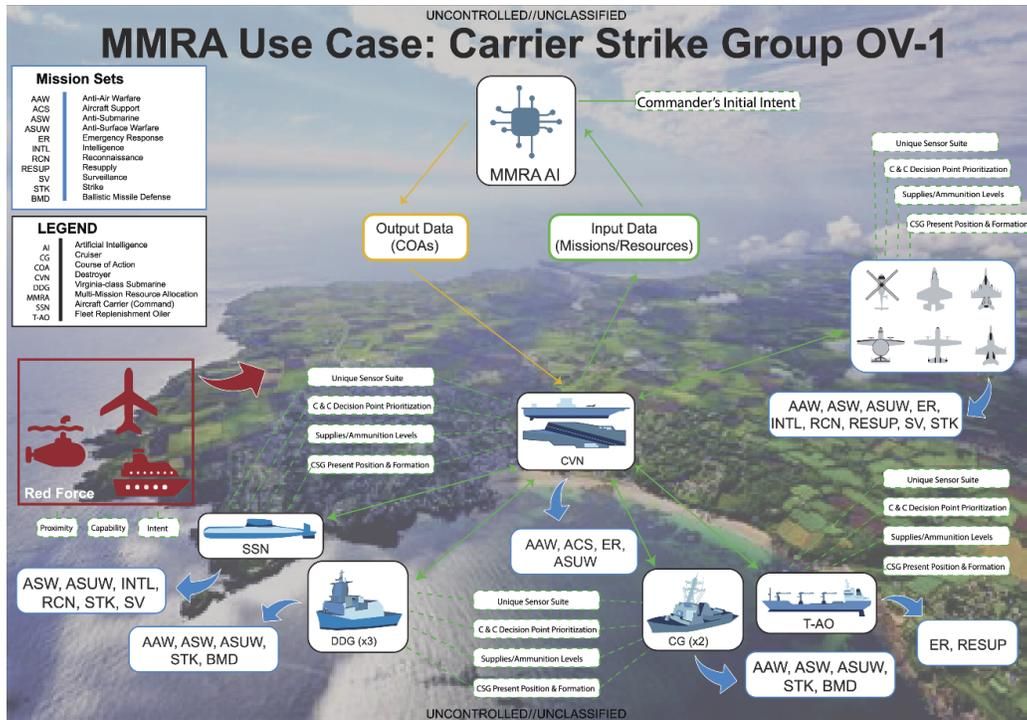 UNCONTROLLED//UNCLASSIFIED
MMRA Use Case: Carrier Strike Group OV-1
Mission Sets
AAW Anti-Air Warfare
ACS Aircraft Support
ASW Anti-Submarine
ASUW Anti-Surface Warfare
ER Emergency Response
INTL Intelligence
RCN Reconnaissance
RESUP Resupply
SV Surveillance
STK Strike
BMD Ballistic Missile Defense
LEGEND
AI Artificial Intelligence
CG Cruiser
COA Course of Action
CVN Destroyer
DDG Virginia-class Submarine
MMRA Multi-Mission Resource Allocation
SSN Aircraft Carrier (Command)
T-AO Fleet Replenishment Oiler
MMRA AI
Commander's Initial Intent
Output Data
(COAs)
Input Data
(Missions/Resources)
Unique Sensor Suite
C & C Decision Point Prioritization
Supplies/Ammunition Levels
CSG Present Position & Formation
AAW, ASW, ASUW, ER,
INTL, RCN, RESUP, SV, STK
Red Force
Proximity
Capability
Intent
Unique Sensor Suite
C & C Decision Point Prioritization
Supplies/Ammunition Levels
CSG Present Position & Formation
CVN
AAW, ACS, ER,
ASUW
SSN
ASW, ASUW, INTL,
RCN, STK, SV
DDG (x3)
AAW, ASW, ASUW,
STK, BMD
Unique Sensor Suite
C & C Decision Point Prioritization
Supplies/Ammunition Levels
CSG Present Position & Formation
CG (x2)
AAW, ASW, ASUW,
STK, BMD
Unique Sensor Suite
C & C Decision Point Prioritization
Supplies/Ammunition Levels
CSG Present Position & Formation
T-AO
ER, RESUP
UNCONTROLLED//UNCLASSIFIED